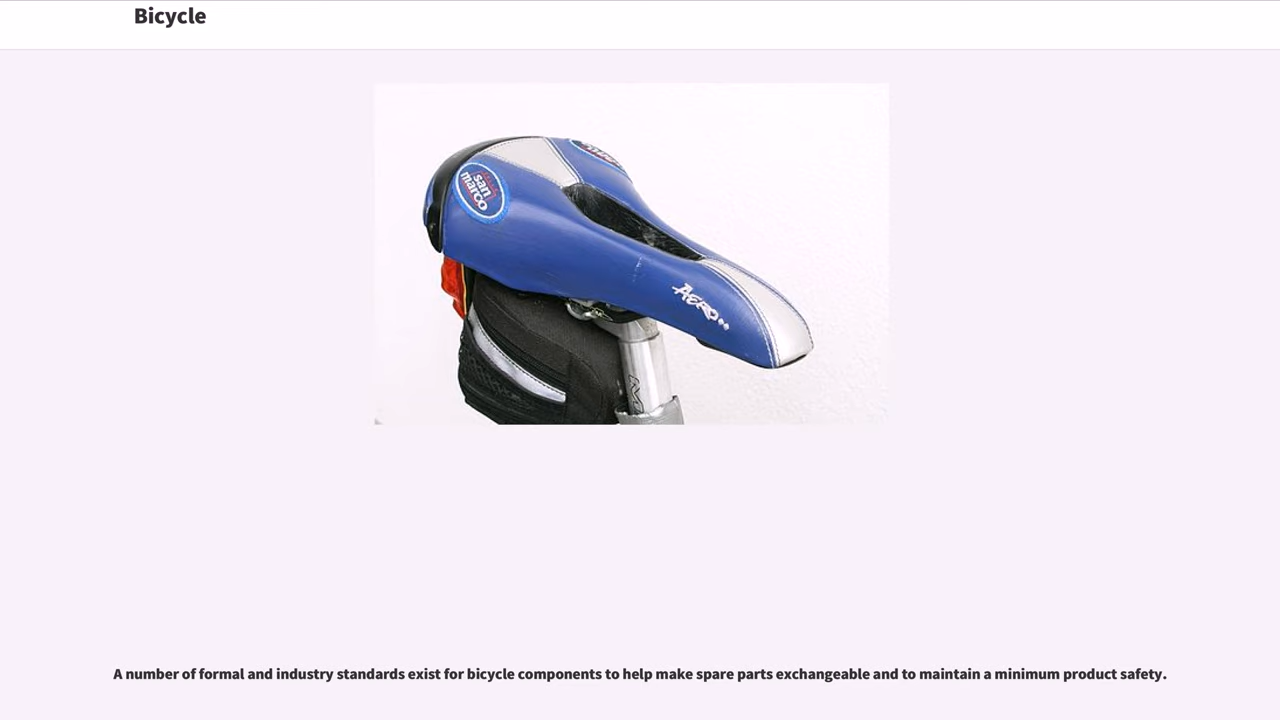 Bicycle
san
marco
AERO
A number of formal and industry standards exist for bicycle components to help make spare parts exchangeable and to maintain a minimum product safety.